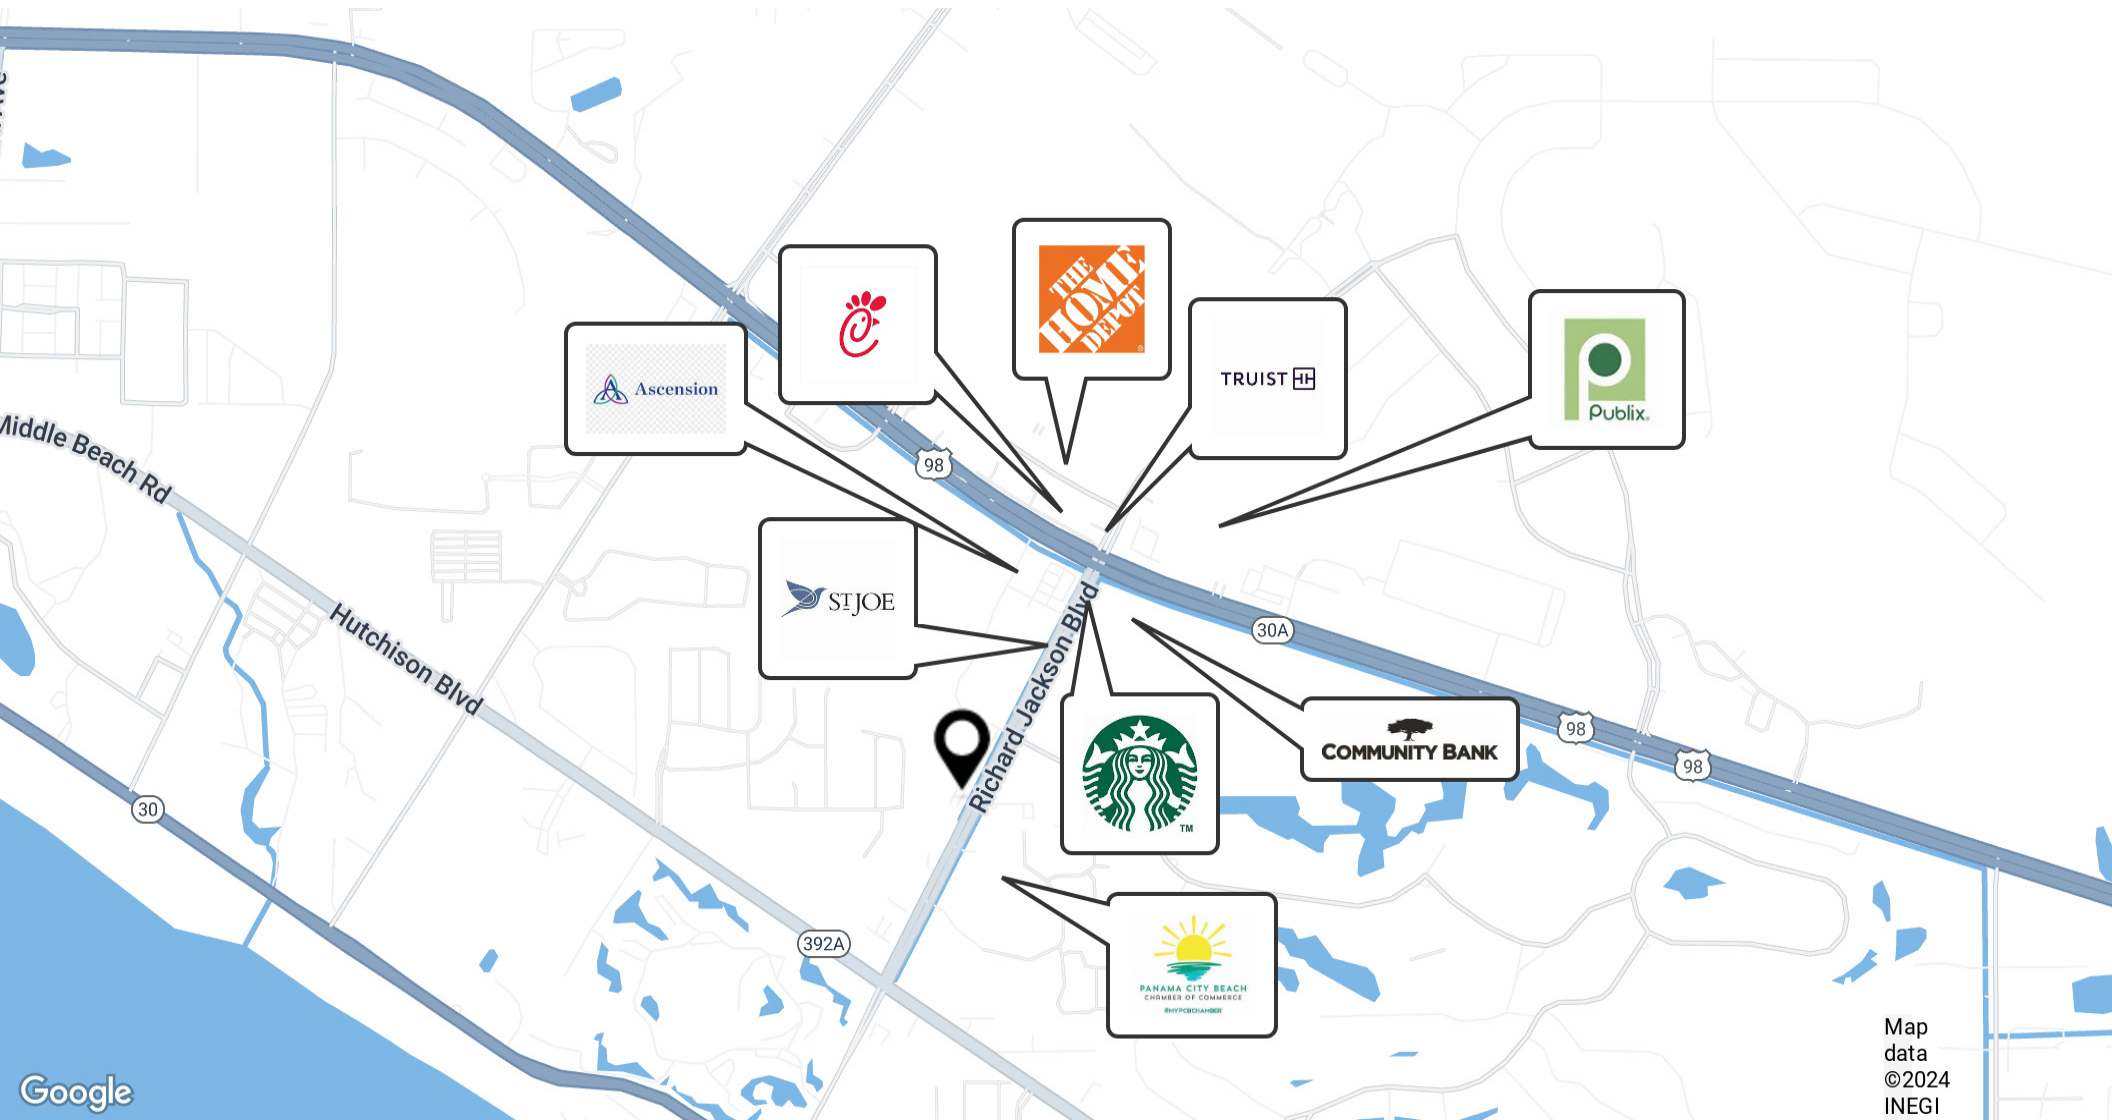 THE
HOME
DEPOT
®
TRUIST
Publix®
Ascension
98
ST JOE
Middle Beach Rd
Hutchison Blvd
Richard Jackson Blvd
30A
98
98
COMMUNITY BANK
TM
30
392A
PANAMA CITY BEACH
CHAMBER OF COMMERCE
#MYPCBCHAMBER
Google
Map
data
©2024
INEGI